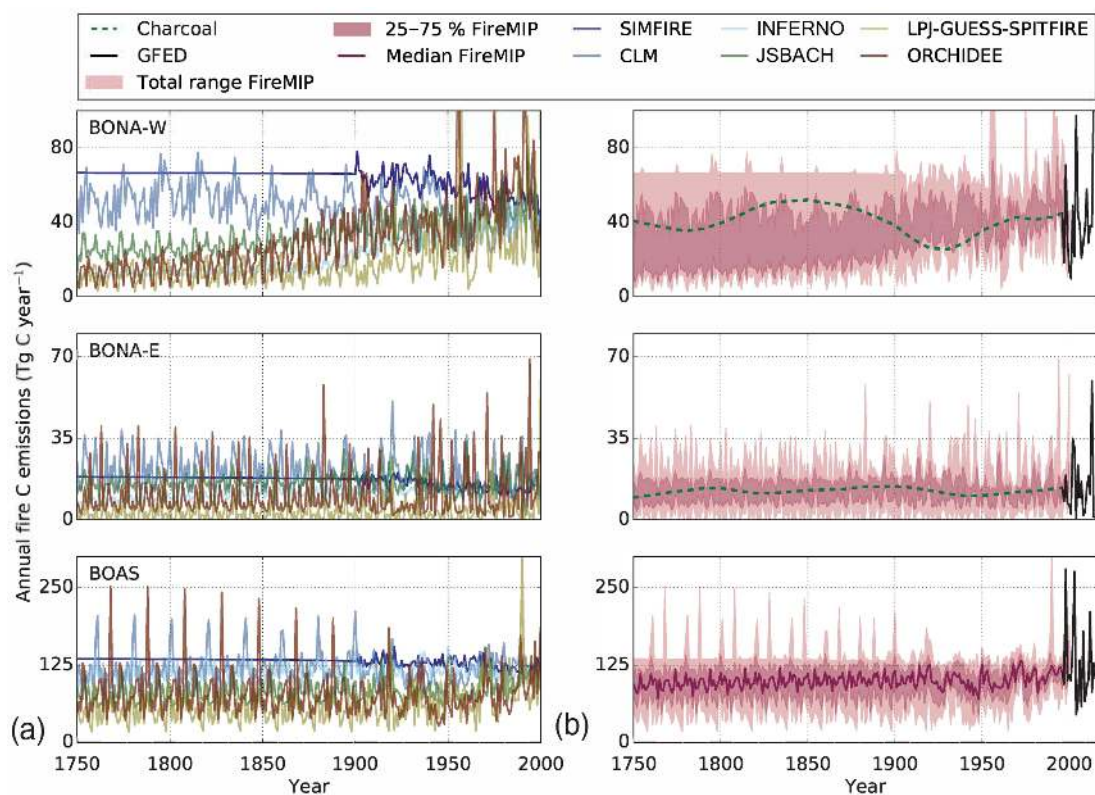 Charcoal 25–75 % FireMIP SIMFIRE INFERNO LPJ-GUESS-SPITFIRE
GFED Median FireMIP CLM JSBACH ORCHIDEE
Total range FireMIP
Annual fire C emissions (Tg C year⁻¹)
BONA-W
80
40
0
80
40
0
BONA-E
70
35
0
70
35
0
BOAS
250
125
0
250
125
0
(a)
(b)
1750 1800 1850 1900 1950 2000
Year
1750 1800 1850 1900 1950 2000
Year